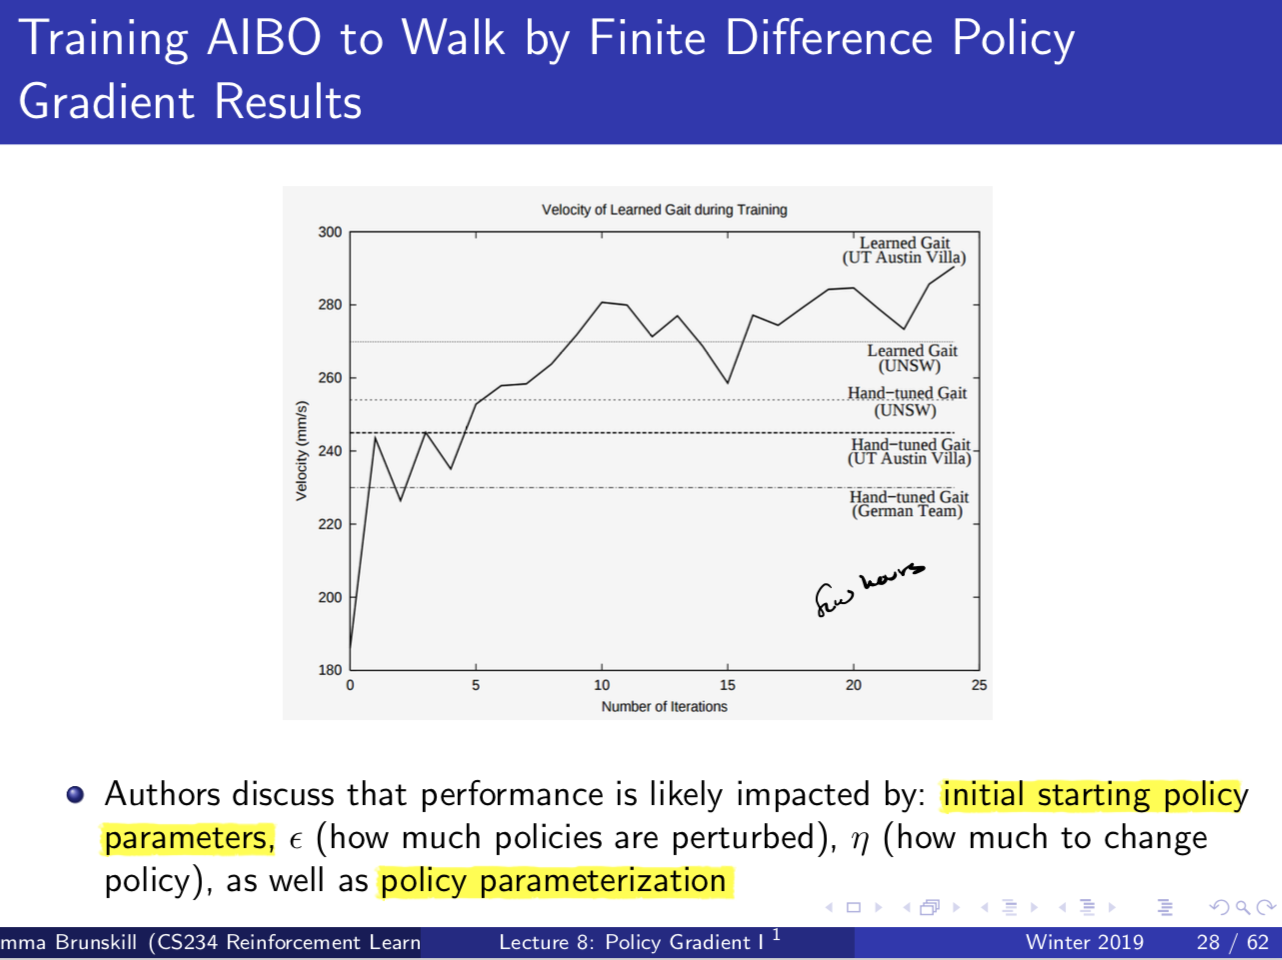 Training AIBO to Walk by Finite Difference Policy
Gradient Results
Velocity of Learned Gait during Training
300
280
260
240
220
200
180
Velocity (mm/s)
Learned Gait
(UT Austin Villa)
Learned Gait
(UNSW)
Hand−tuned Gait
(UNSW)
Hand−tuned Gait
(UT Austin Villa)
Hand−tuned Gait
(German Team)
few hours
0 5 10 15 20 25
Number of Iterations
Authors discuss that performance is likely impacted by: initial starting policy
parameters, ϵ (how much policies are perturbed), η (how much to change
policy), as well as policy parameterization
mma Brunskill (CS234 Reinforcement Learn Lecture 8: Policy Gradient I 1 Winter 2019 28 / 62